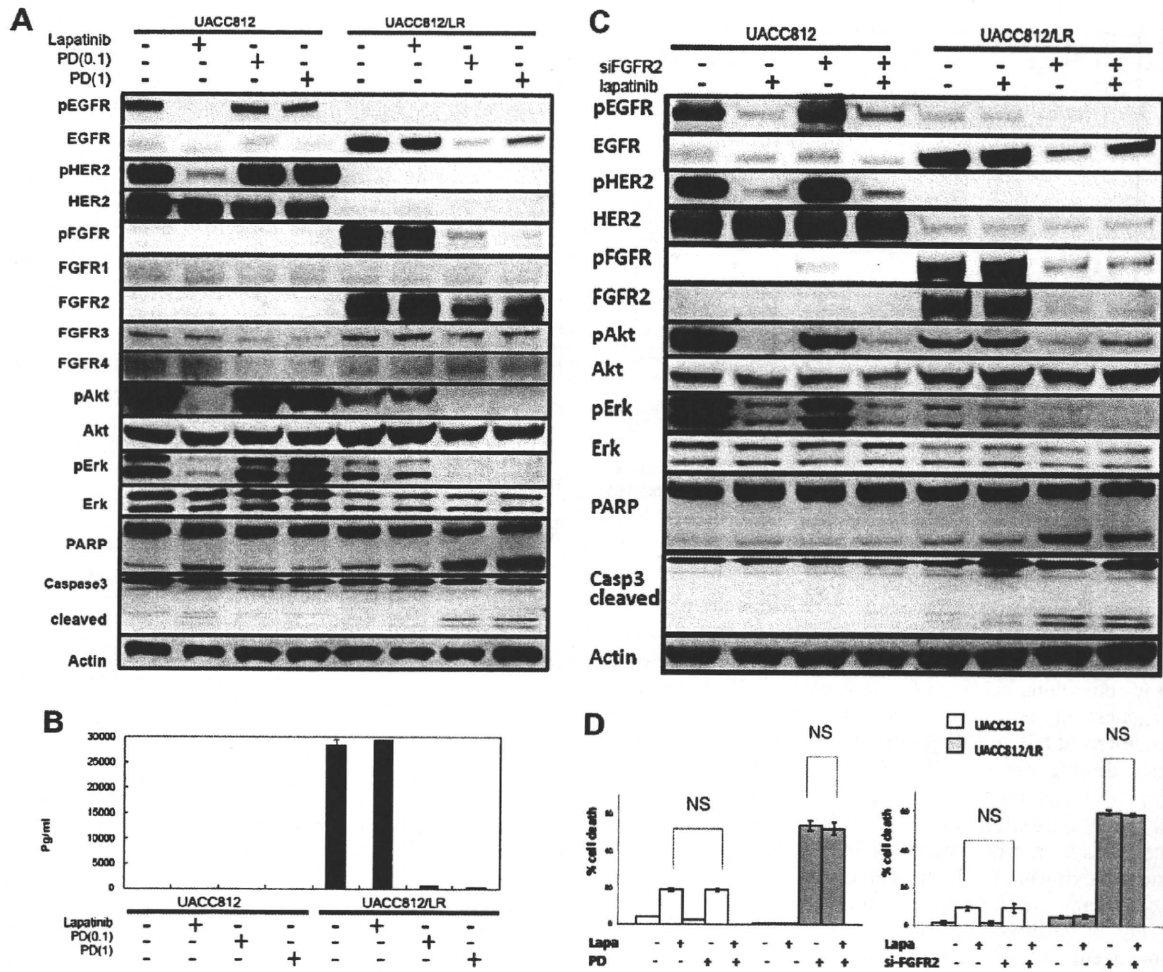 A
UACC812 UACC812/LR
Lapatinib - + - - - + - -
PD(0.1) - - + - - - + -
PD(1) - - - + - - - +
pEGFR
EGFR
pHER2
HER2
pFGFR
FGFR1
FGFR2
FGFR3
FGFR4
pAkt
Akt
pErk
Erk
PARP
Caspase3
cleaved
Actin
B
30000
25000
20000
15000
10000
5000
0
Pg/ml
UACC812 UACC812/LR
Lapatinib - + - - - + - -
PD(0.1) - - + - - - + -
PD(1) - - - + - - - +
C
UACC812 UACC812/LR
siFGFR2 - - + + - - + +
lapatinib - + - + - + - +
pEGFR
EGFR
pHER2
HER2
pFGFR
FGFR2
pAkt
Akt
pErk
Erk
PARP
Casp3
cleaved
Actin
D
UACC812
UACC812/LR
NS
NS
% cell death
Lapa - + - + - + - +
PD - - + + - - + +
NS
NS
% cell death
Lapa - + - + - + - +
si-FGFR2 - - + + - - + +